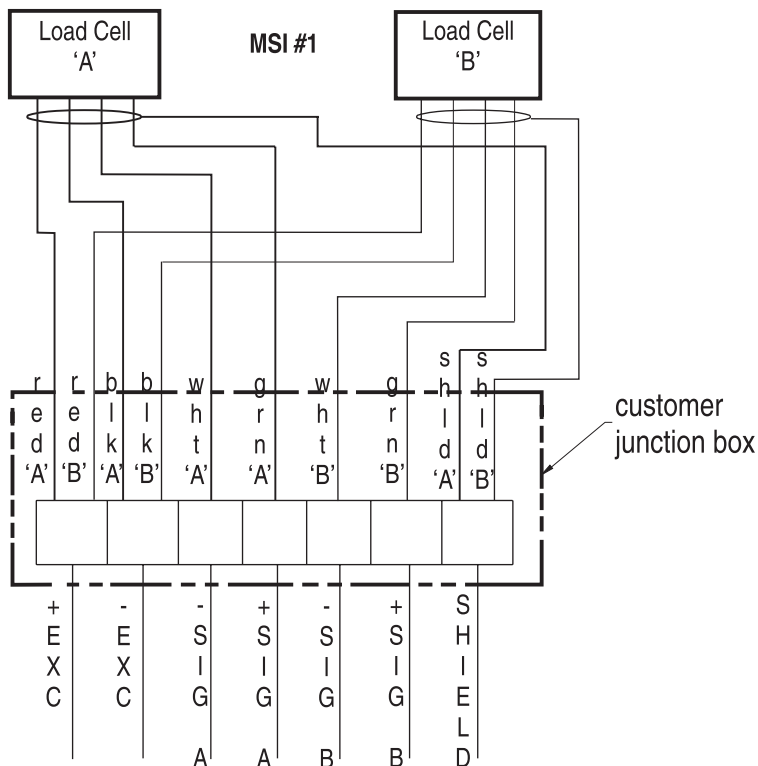 Load Cell
‘A’
MSI #1
Load Cell
‘B’
red ‘A’
red ‘B’
blk ‘A’
blk ‘B’
wht ‘A’
grn ‘A’
wht ‘B’
grn ‘B’
shld ‘A’
shld ‘B’
customer
junction box
+EXC
-EXC
-SIG A
+SIG A
-SIG B
+SIG B
SHIELD